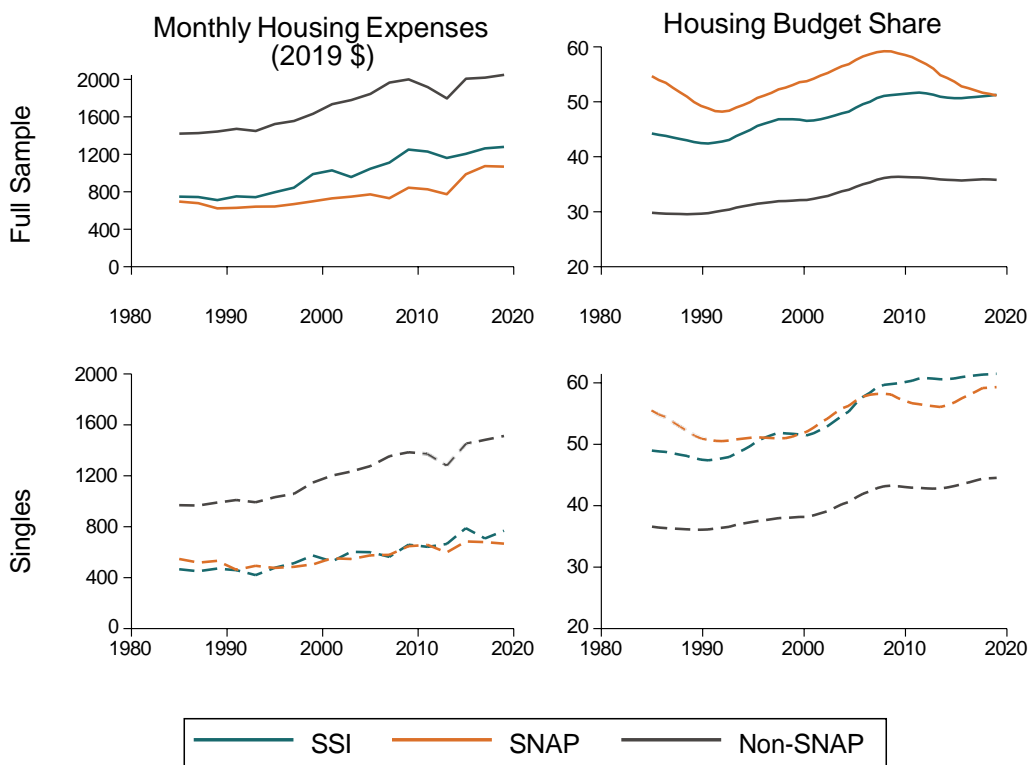 Monthly Housing Expenses
(2019 $)
Housing Budget Share
Full Sample
2000
1600
1200
800
400
0
1980 1990 2000 2010 2020
60
50
40
30
20
1980 1990 2000 2010 2020
Singles
2000
1600
1200
800
400
0
1980 1990 2000 2010 2020
60
50
40
30
20
1980 1990 2000 2010 2020
SSI SNAP Non-SNAP